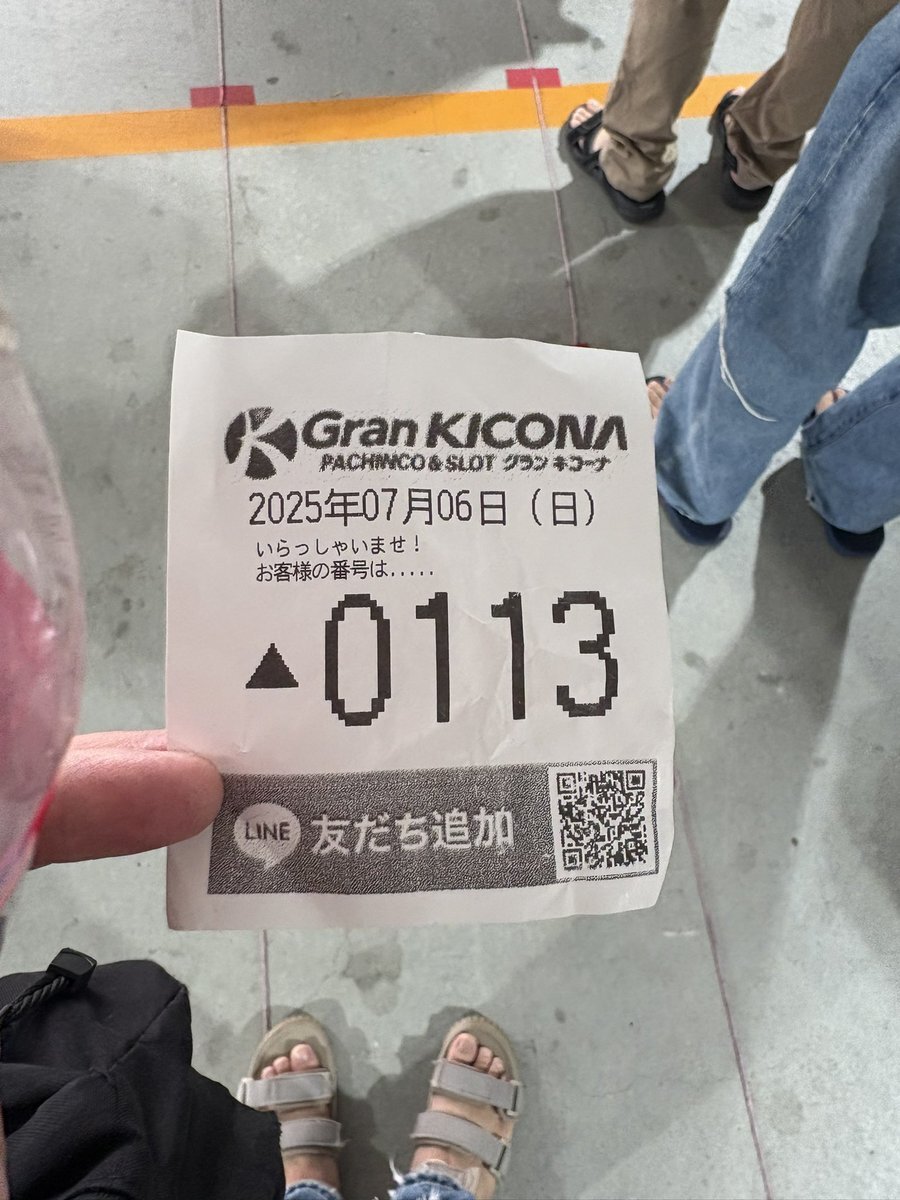 K Gran KICONA
PACHINCO & SLOT グランキコーナ
2025年07月06日（日）
いらっしゃいませ！
お客様の番号は.....
▲0113
LINE 友だち追加